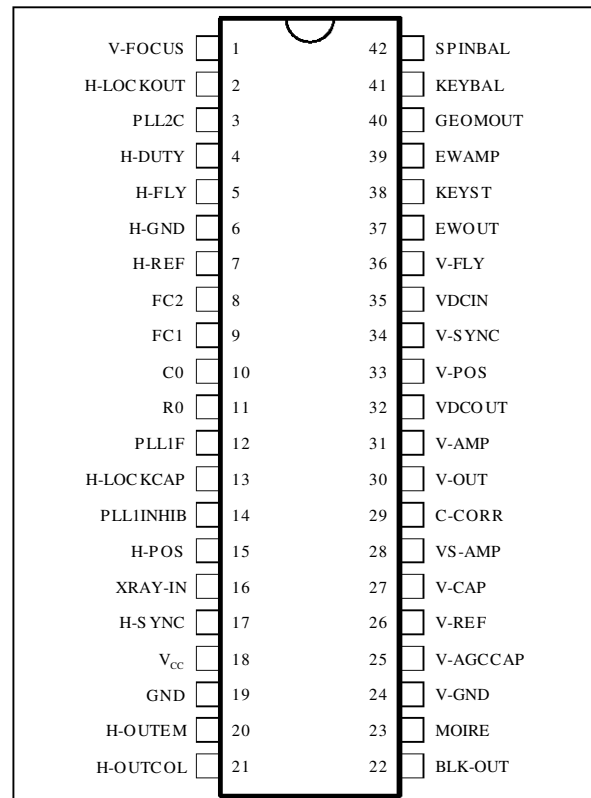 V-FOCUS 1 42 SPINBAL
H-LOCKOUT 2 41 KEYBAL
PLL2C 3 40 GEOMOUT
H-DUTY 4 39 EWAMP
H-FLY 5 38 KEYST
H-GND 6 37 EWOUT
H-REF 7 36 V-FLY
FC2 8 35 VDCIN
FC1 9 34 V-SYNC
C0 10 33 V-POS
R0 11 32 VDCOUT
PLL1F 12 31 V-AMP
H-LOCKCAP 13 30 V-OUT
PLL1INHIB 14 29 C-CORR
H-POS 15 28 VS-AMP
XRAY-IN 16 27 V-CAP
H-SYNC 17 26 V-REF
VCC 18 25 V-AGCCAP
GND 19 24 V-GND
H-OUTEM 20 23 MOIRE
H-OUTCOL 21 22 BLK-OUT